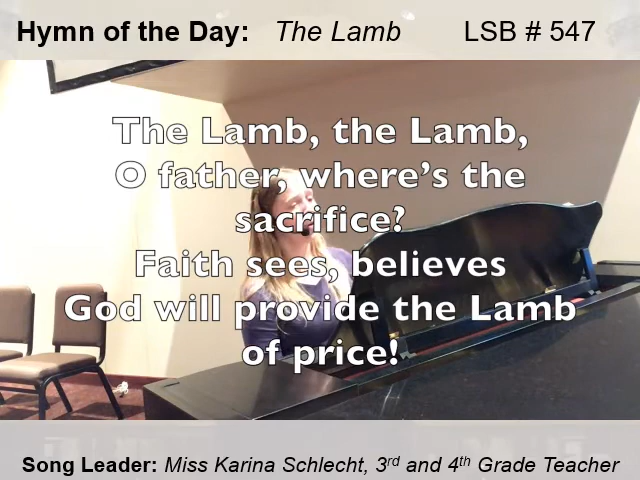 Hymn of the Day: The Lamb LSB # 547
The Lamb, the Lamb,
O father, where's the
sacrifice?
Faith sees, believes
God will provide the Lamb
of price!
Song Leader: Miss Karina Schlecht, 3rd and 4th Grade Teacher